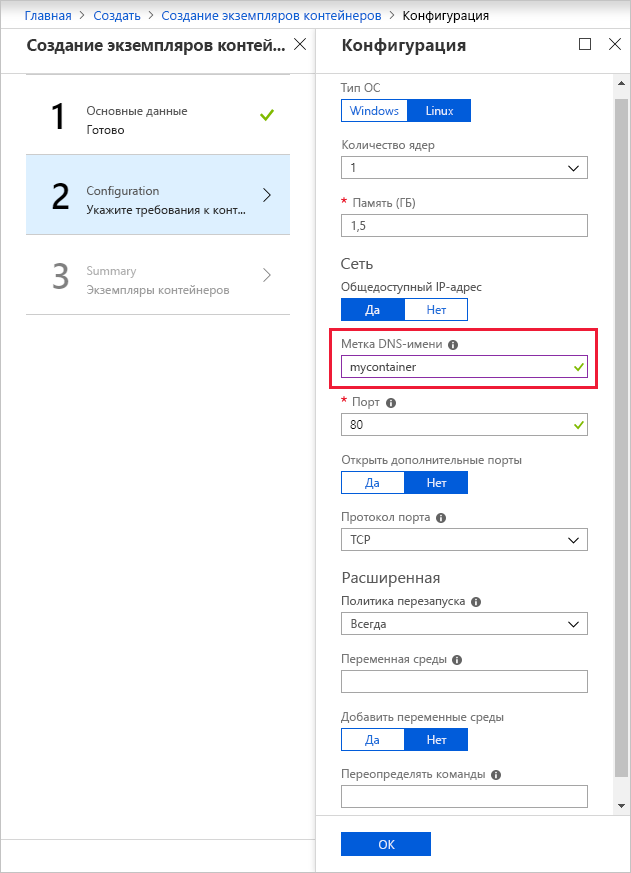 Главная > Создать > Создание экземпляров контейнеров > Конфигурация
Создание экземпляров контей...
1
Основные данные
Готово
2
Configuration
Укажите требования к конт...
3
Summary
Экземпляры контейнеров
Конфигурация
Тип ОС
Windows Linux
Количество ядер
1
* Память (ГБ)
1,5
Сеть
Общедоступный IP-адрес
Да Нет
Метка DNS-имени
mycontainer
* Порт
80
Открыть дополнительные порты
Да Нет
Протокол порта
TCP
Расширенная
Политика перезапуска
Всегда
Переменная среды
Добавить переменные среды
Да Нет
Переопределять команды
ОК